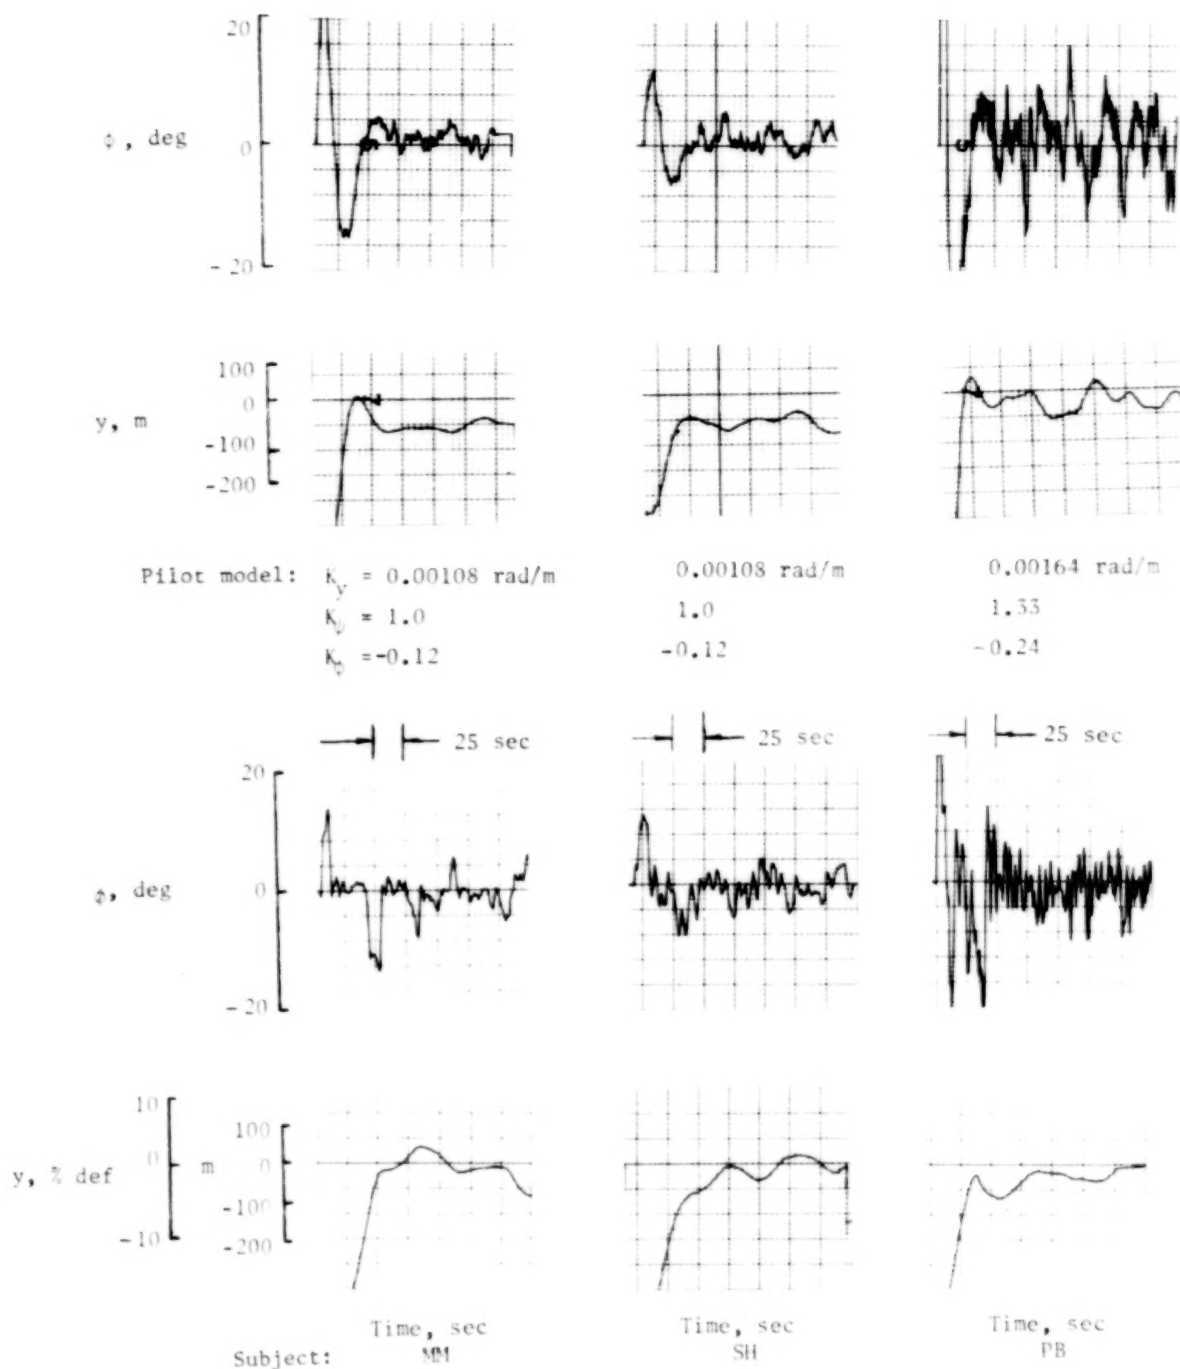 20
ϕ, deg
0
-20
100
0
y, m
-100
-200
Pilot model: K_y = 0.00108 rad/m 0.00108 rad/m 0.00164 rad/m
K_ψ = 1.0 1.0 1.33
K_ϕ =-0.12 -0.12 -0.24
25 sec 25 sec 25 sec
20
ϕ, deg
0
-20
10
100
y, % def 0 m 0
-100
-10 -200
Time, sec Time, sec Time, sec
Subject: MM SH PB